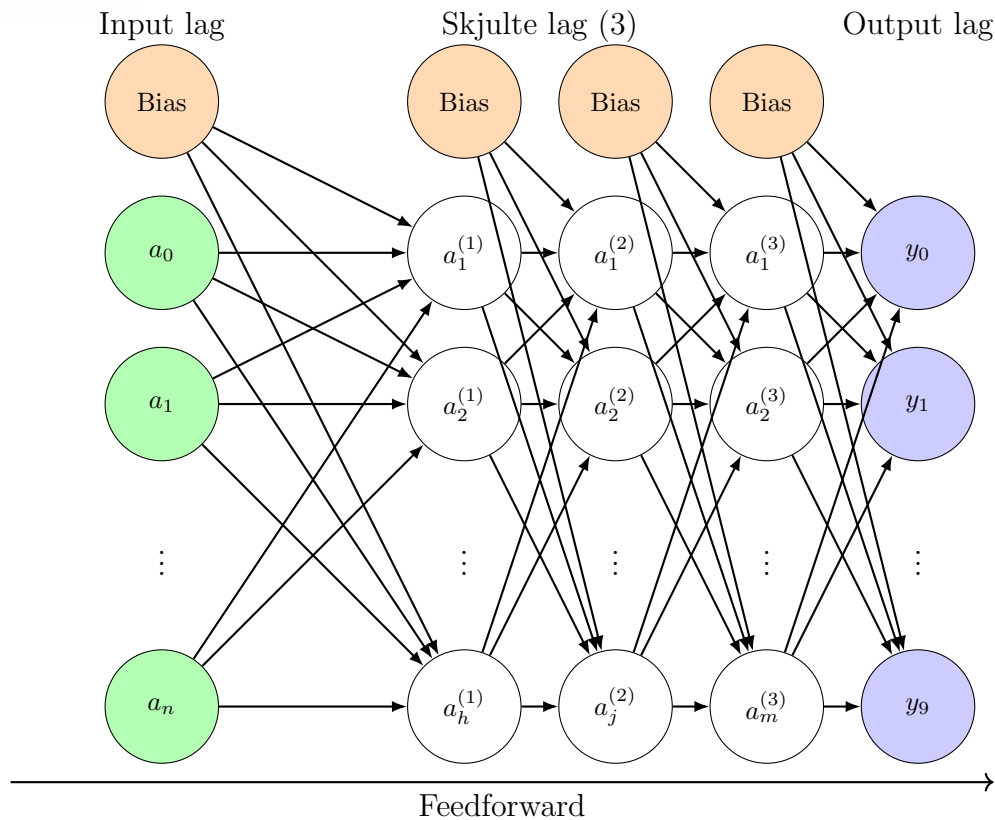 Input lag Skjulte lag (3) Output lag
Bias Bias Bias Bias
a₀ a₁⁽¹⁾ a₁⁽²⁾ a₁⁽³⁾ y₀
a₁ a₂⁽¹⁾ a₂⁽²⁾ a₂⁽³⁾ y₁
⋮ ⋮ ⋮ ⋮ ⋮
aₙ aₕ⁽¹⁾ aⱼ⁽²⁾ aₘ⁽³⁾ y₉
Feedforward